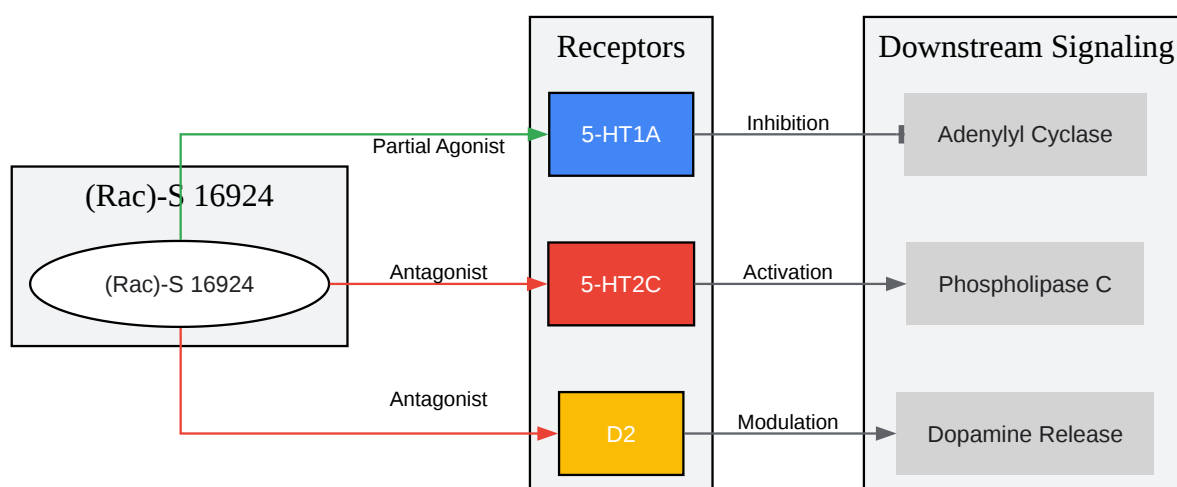 Receptors
Downstream Signaling
5-HT1A
Inhibition
Adenylyl Cyclase
Partial Agonist
(Rac)-S 16924
(Rac)-S 16924
Antagonist
5-HT2C
Activation
Phospholipase C
Antagonist
D2
Modulation
Dopamine Release